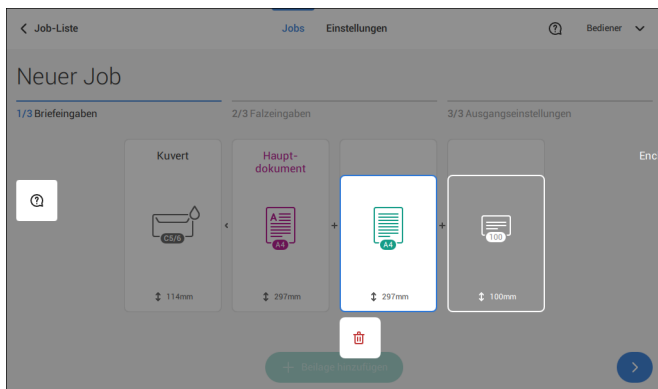 Job-Liste
Jobs
Einstellungen
Bediener
Neuer Job
1/3 Briefeingaben
2/3 Falzeingaben
3/3 Ausgangseinstellungen
Kuvert
Haupt-
dokument
Enc
C5/6
A
A4
A4
100
114mm
297mm
297mm
100mm
+ Beilege hinzufügen